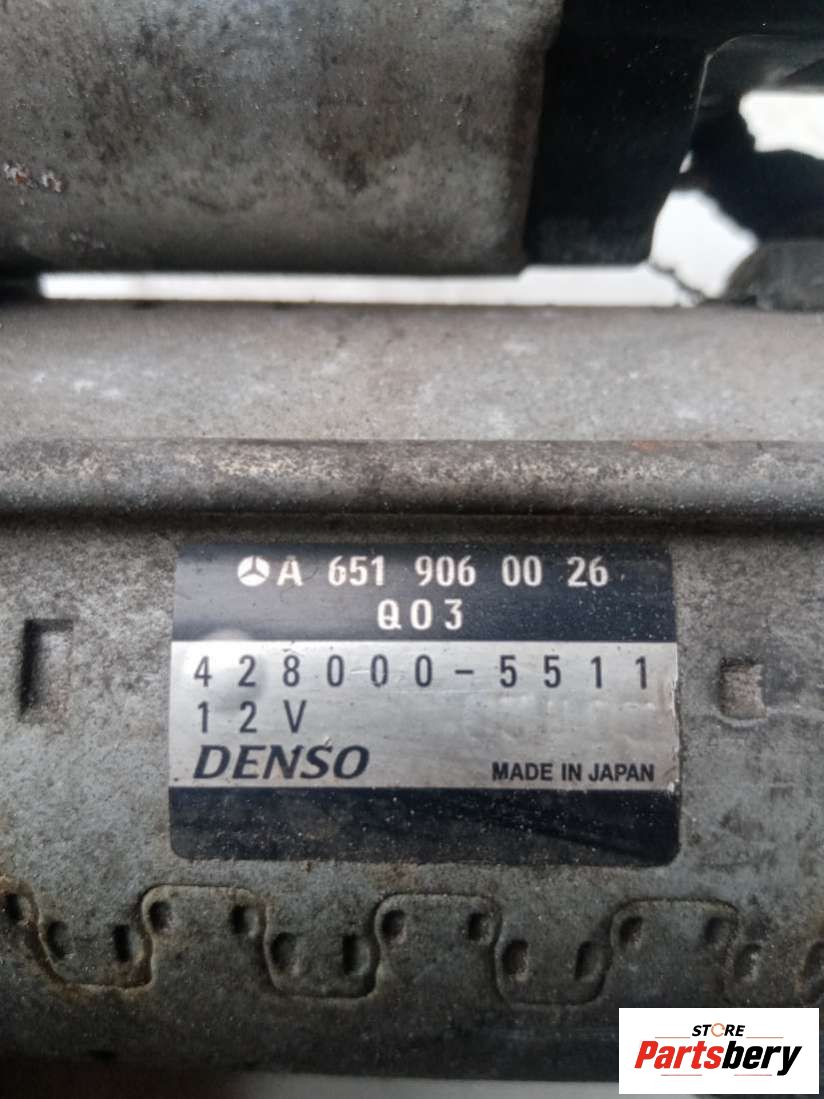 A 651 906 00 26
Q03
428000-5511
12V
DENSO MADE IN JAPAN
STORE
Partsbery